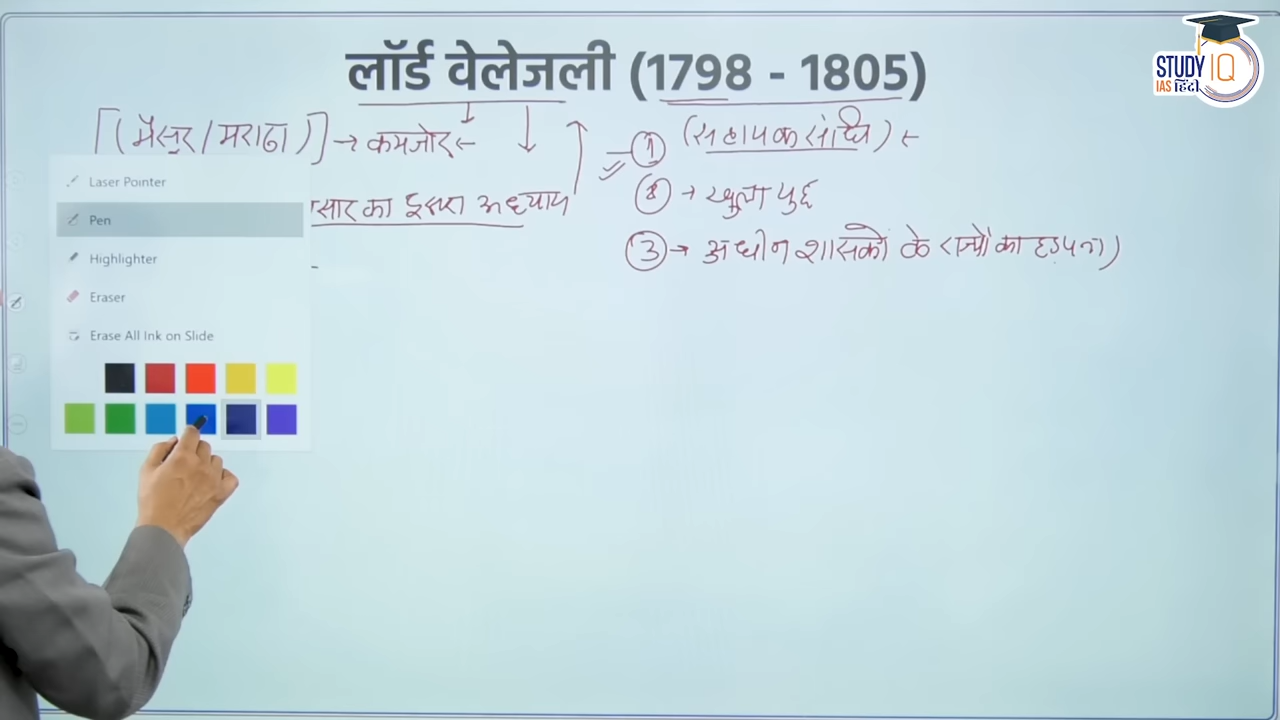 लॉर्ड वेलेजली (1798 - 1805)
STUDY IQ
IAS हिंदी
[(मैसुर/मराठा)] → कमजोर ←
① (सहायक संधि) ←
का दूसरा अध्याय
② → खुला युद्ध
③ → अधीन शासकों के राज्यों का हड़पना)
Laser Pointer
Pen
Highlighter
Eraser
Erase All Ink on Slide